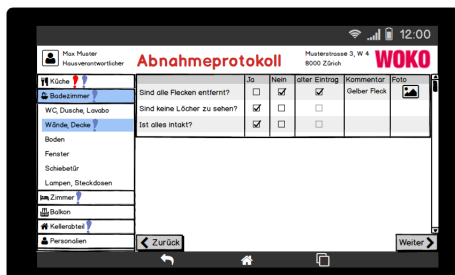 12:00
Max Muster
Hausverantwortlicher
Abnahmeprotokoll
Musterstrasse 3, W 4
8000 Zürich
WOKO
Küche
Badezimmer
WC, Dusche, Lavabo
Wände, Decke
Boden
Fenster
Schiebetür
Lampen, Steckdosen
Zimmer
Balkon
Kellerabteil
Personalien
Ja Nein alter Eintrag Kommentar Foto
Sind alle Flecken entfernt? Gelber Fleck
Sind keine Löcher zu sehen?
Ist alles intakt?
Zurück
Weiter